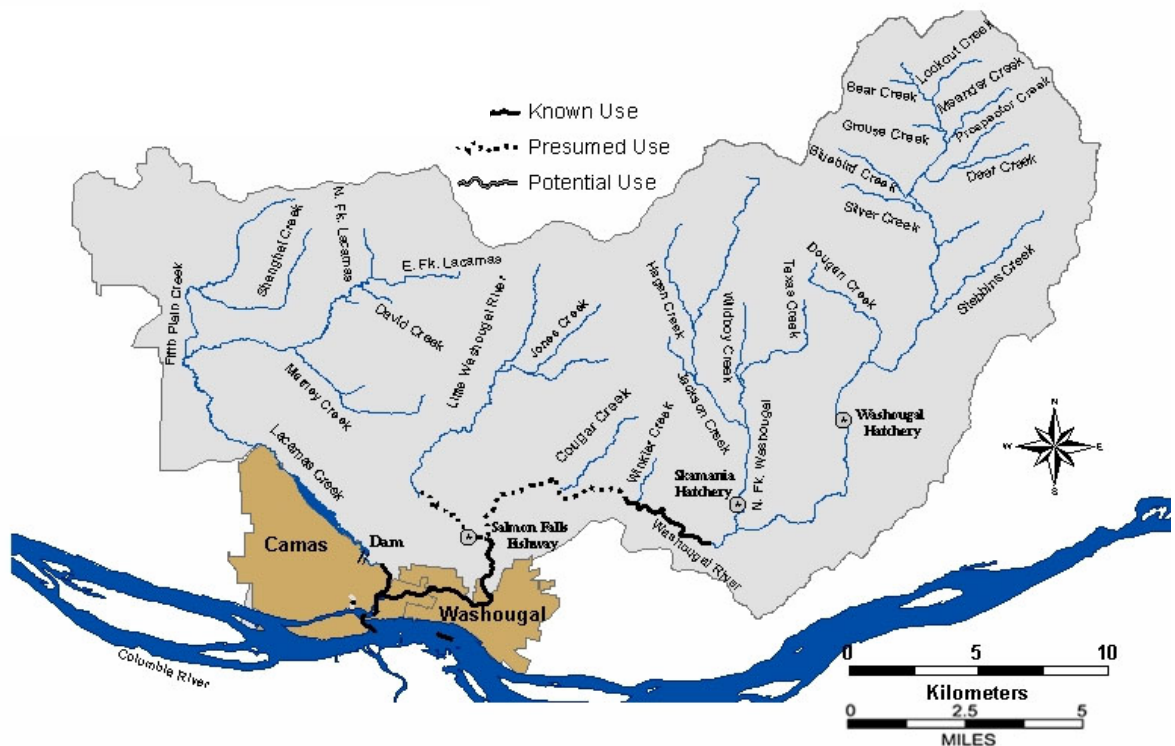 Lookout Creek
Bear Creek
Meander Creek
Known Use
Prospector Creek
Grouse Creek
Presumed Use
Bluebird Creek
Deer Creek
Potential Use
Silver Creek
N. Fk. Lacamas
Shanghai Creek
E. Fk. Lacamas
Dougan Creek
Hagen Creek
Texas Creek
Wildboy Creek
Stebbins Creek
Fifth Plain Creek
David Creek
Little Washougal River
Jones Creek
Matney Creek
Jackson Creek
Cougar Creek
Winkler Creek
Washougal
Hatchery
N. Fk. Washougal
Skamania
Hatchery
Lacamas Creek
N
W
E
S
Salmon Falls
Fishway
Washougal River
Camas
Dam
Washougal
Columbia River
0
5
10
Kilometers
0
2.5
5
MILES